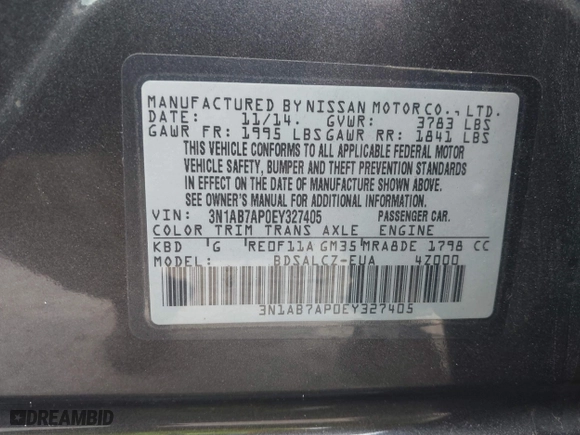 MANUFACTURED BY NISSAN MOTOR CO., LTD.
DATE: 11/14. GVWR: 3783 LBS
GAWR FR: 1995 LBS GAWR RR: 1841 LBS
THIS VEHICLE CONFORMS TO ALL APPLICABLE FEDERAL MOTOR
VEHICLE SAFETY, BUMPER AND THEFT PREVENTION STANDARDS
IN EFFECT ON THE DATE OF MANUFACTURE SHOWN ABOVE.
SEE OWNER'S MANUAL FOR ADDITIONAL INFORMATION.
VIN: 3N1AB7AP0EY327405 PASSENGER CAR.
COLOR TRIM TRANS AXLE ENGINE
KBD G RE0F11A GM35 MRA8DE 1798 CC
MODEL: BDSALCZ-EUA 4Z000
3N1AB7AP0EY327405
DREAMBID